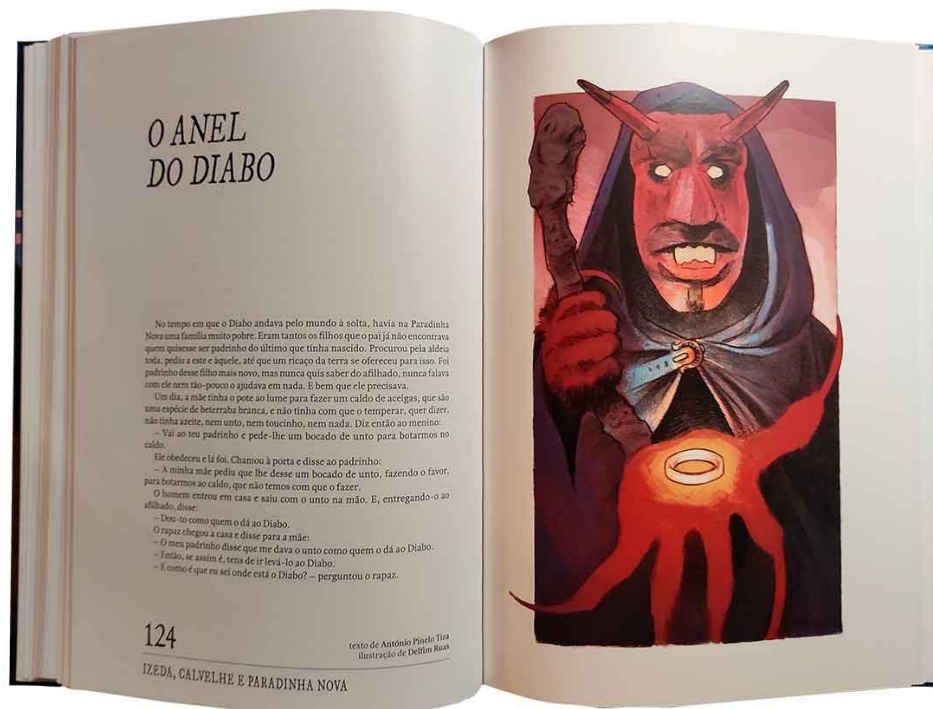 O ANEL
DO DIABO
No tempo em que o Diabo andava pelo mundo à solta, havia na Paradinha
Nova uma família muito pobre. Eram tantos os filhos que o pai já não encontrava
quem quisesse ser padrinho do último que tinha nascido. Procurou pela aldeia
toda, pediu a este e àquele, até que um ricaço da terra se ofereceu para isso. Foi
padrinho desse filho mais novo, mas nunca quis saber do afilhado, nunca falava
com ele nem tão-pouco o ajudava em nada. E bem que ele precisava.
Um dia, a mãe tinha o pote ao lume para fazer um caldo de acelgas, que são
uma espécie de beterraba branca, e não tinha com que o temperar, quer dizer,
não tinha azeite, nem unto, nem toucinho, nem nada. Diz então ao menino:
– Vai ao teu padrinho e pede-lhe um bocado de unto para botarmos no
caldo.
Ele obedeceu e lá foi. Chamou à porta e disse ao padrinho:
– A minha mãe pediu que lhe desse um bocado de unto, fazendo o favor,
para botarmos ao caldo, que não temos com que o fazer.
O homem entrou em casa e saiu com o unto na mão. E, entregando-o ao
afilhado, disse:
– Dou-to como quem o dá ao Diabo.
O rapaz chegou a casa e disse para a mãe:
– O meu padrinho disse que me dava o unto como quem o dá ao Diabo.
– Então, se assim é, tens de ir levá-lo ao Diabo.
– E como é que eu sei onde está o Diabo? – perguntou o rapaz.
124
texto de António Pinelo Tiza
ilustração de Delfim Ruas
IZEDA, CALVELHE E PARADINHA NOVA